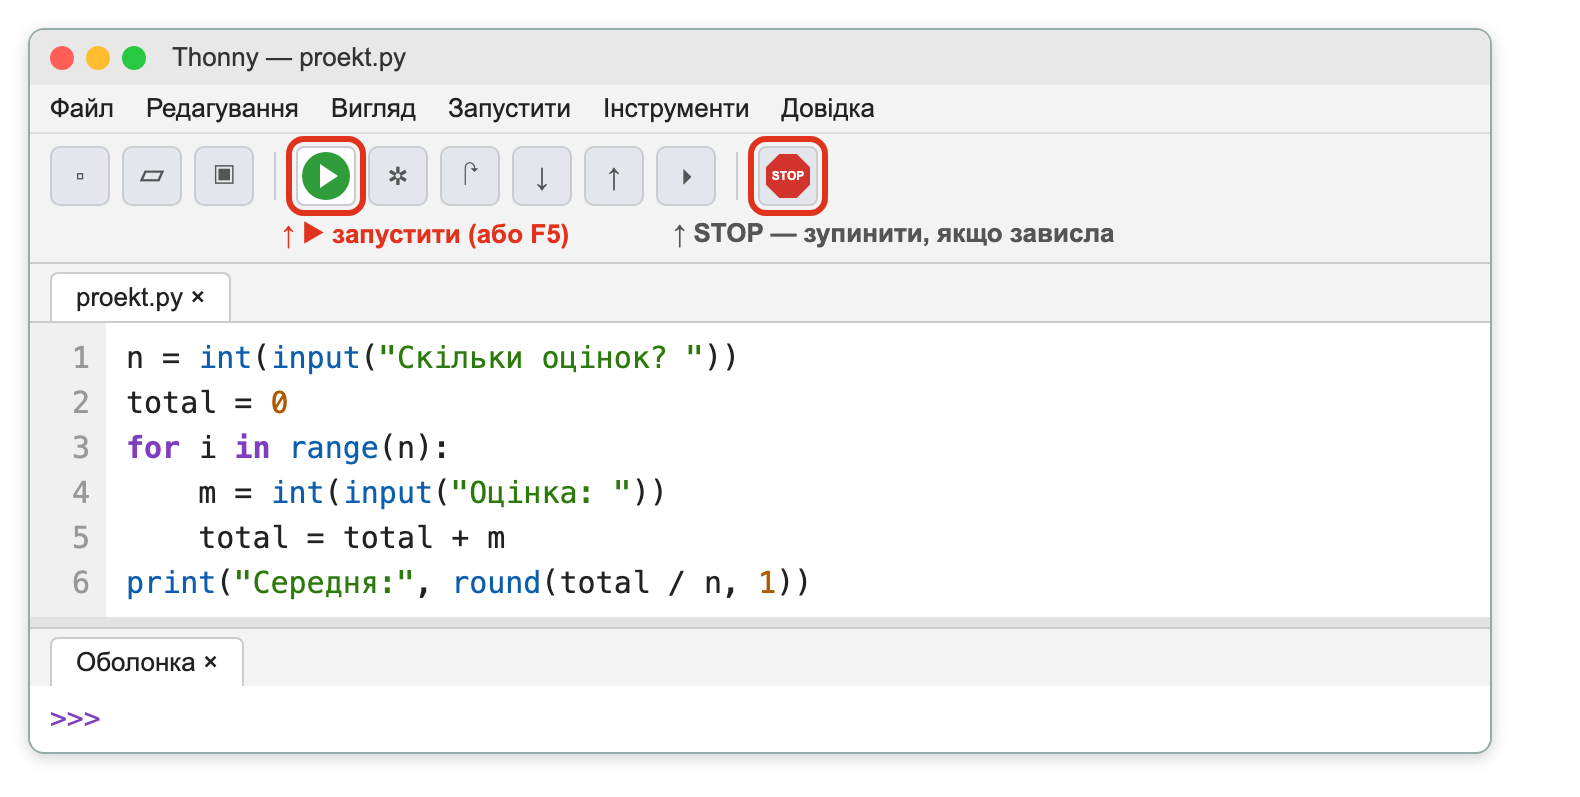 Thonny — proekt.py
Файл Редагування Вигляд Запустити Інструменти Довідка
STOP
↑ ▶ запустити (або F5) ↑ STOP — зупинити, якщо зависла
proekt.py ×
1 n = int(input("Скільки оцінок? "))
2 total = 0
3 for i in range(n):
4     m = int(input("Оцінка: "))
5     total = total + m
6 print("Середня:", round(total / n, 1))
Оболонка ×
>>>